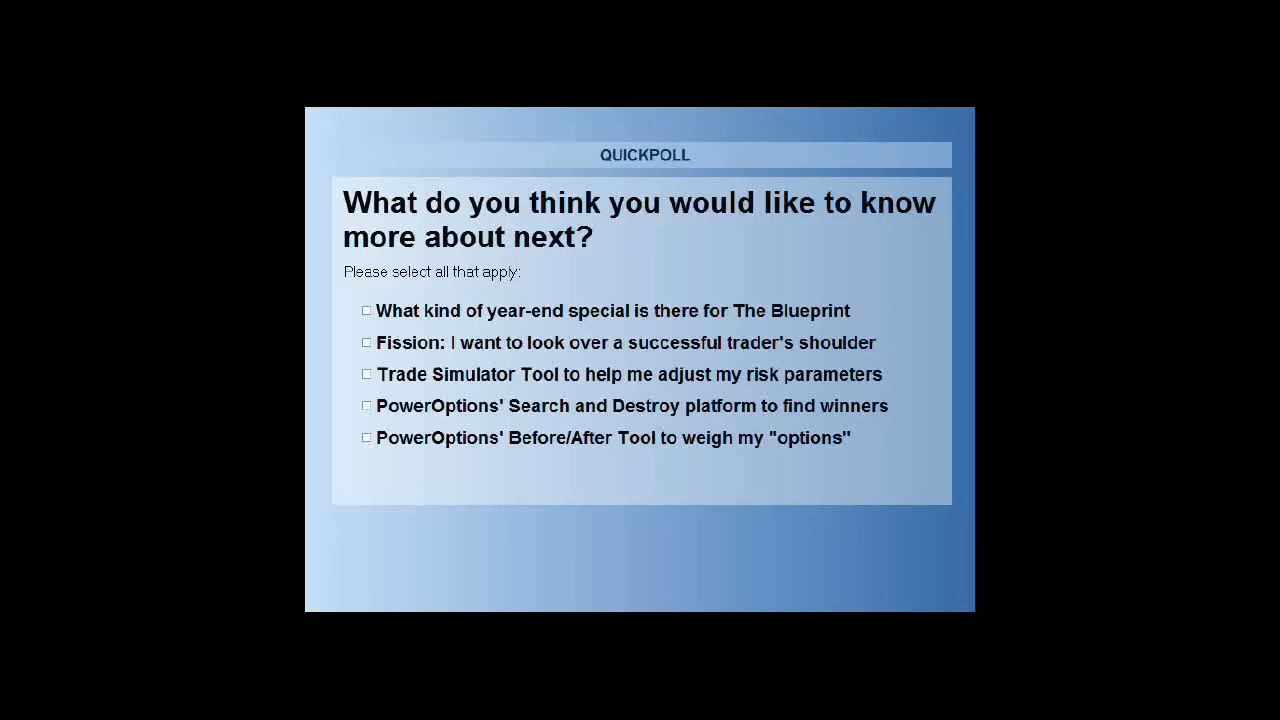 QUICKPOLL
What do you think you would like to know
more about next?
Please select all that apply:
What kind of year-end special is there for The Blueprint
Fission: I want to look over a successful trader's shoulder
Trade Simulator Tool to help me adjust my risk parameters
PowerOptions' Search and Destroy platform to find winners
PowerOptions' Before/After Tool to weigh my "options"